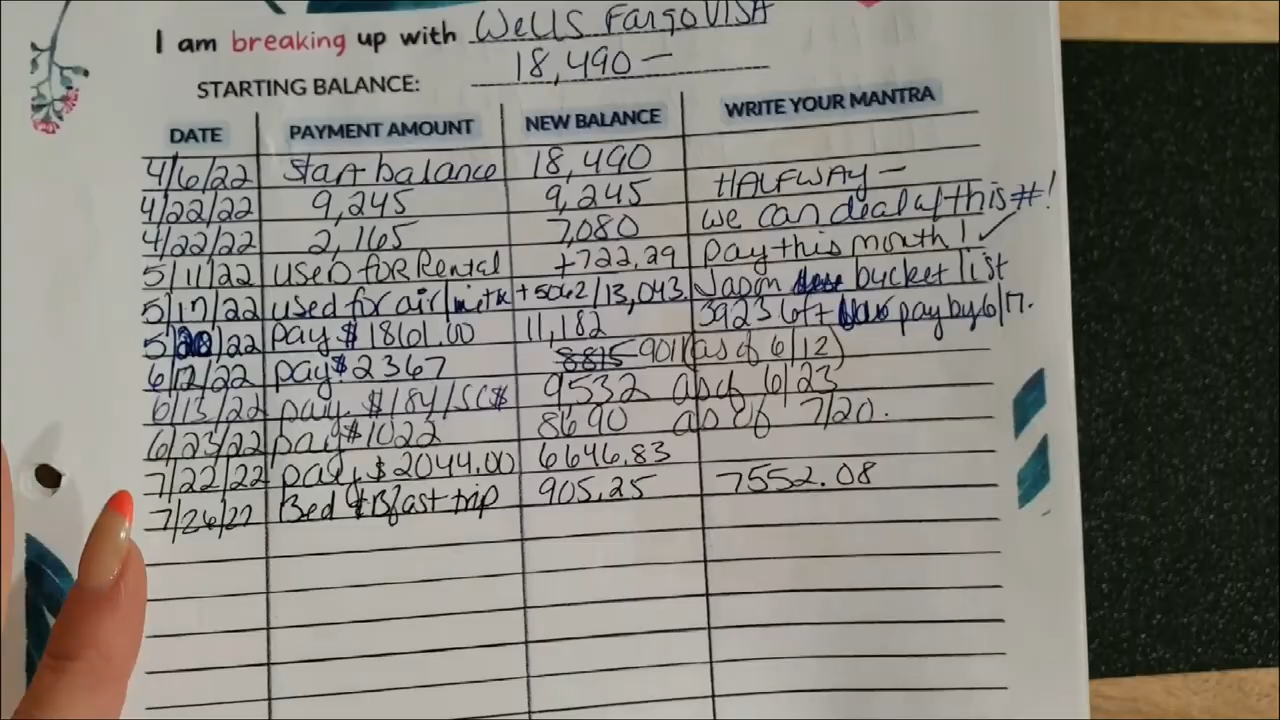 I am breaking up with Wells Fargo VISA
STARTING BALANCE: 18,490 —
DATE PAYMENT AMOUNT NEW BALANCE WRITE YOUR MANTRA
4/6/22 Start balance 18,490
4/22/22 9,245 9,245 HALFWAY —
4/22/22 2,165 7,080 we can deal w/ this #!
5/11/22 USED FOR Rental +722.29 pay this month! ✓
5/17/22 used for air/ +5062/13,043. Jason bucket list
5/ /22 pay $1861.00 11,182 3923 left pay by 6/17.
6/12/22 pay $2367 8815 901 (as of 6/12)
6/13/22 pay $184/ 9532 as of 6/23
6/23/22 pay $1022 8690 as of 7/20.
7/22/22 pay $2044.00 6646.83
7/26/22 Bed & Bfast trip 905.25 7552.08